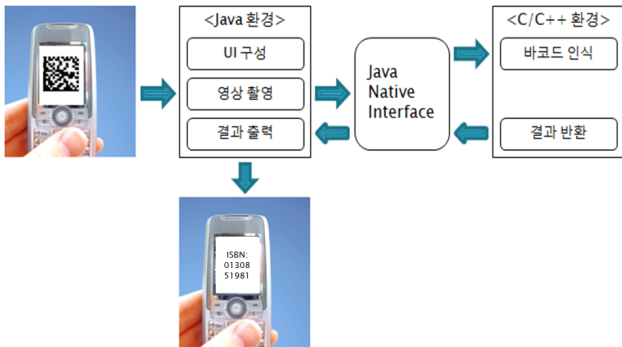 <Java 환경>
UI 구성
영상 촬영
결과 출력
Java
Native
Interface
<C/C++ 환경>
바코드 인식
결과 반환
ISBN:
01308
51981